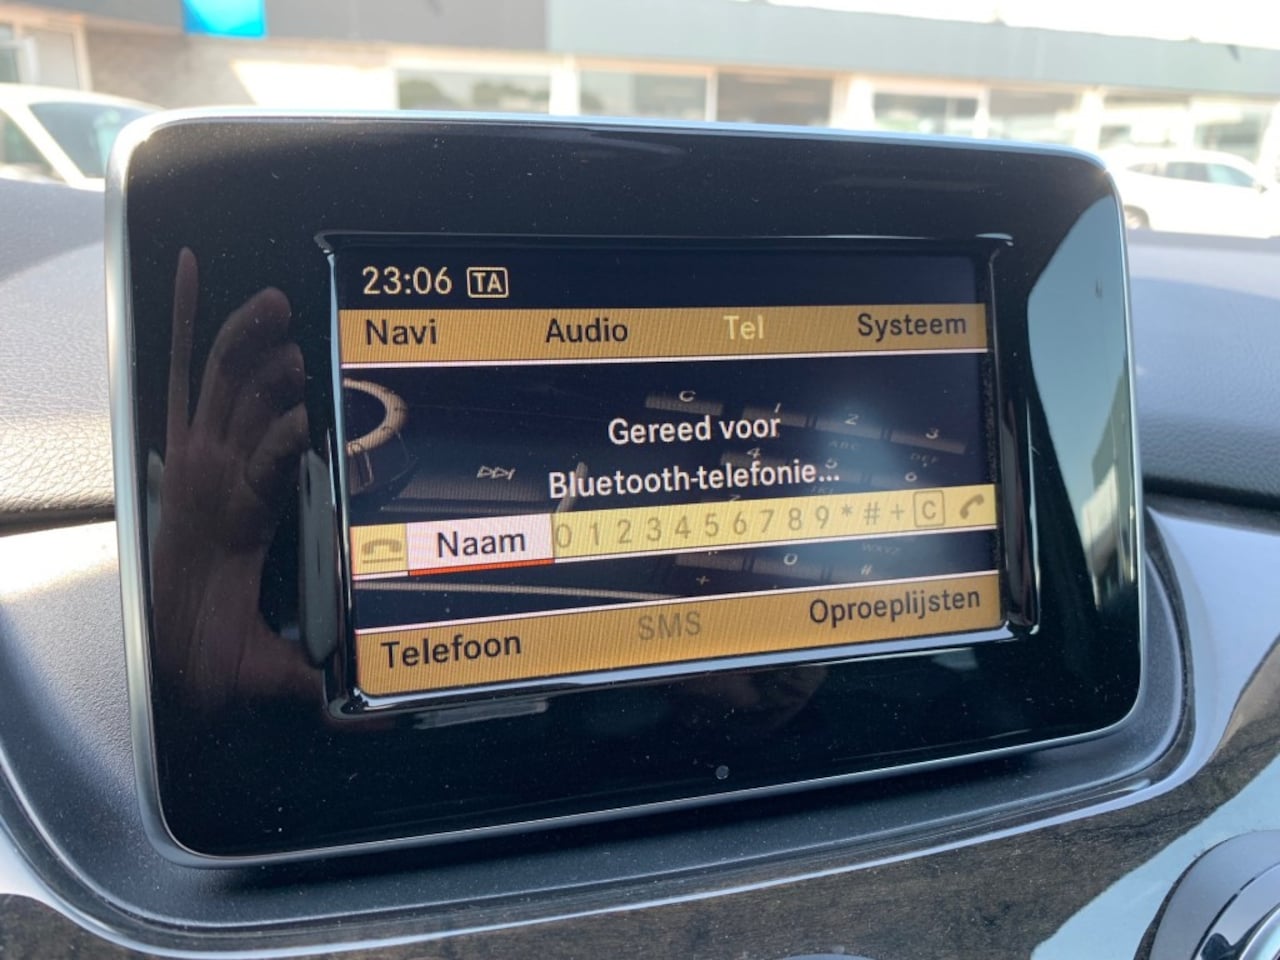 23:06 TA
Navi Audio Tel Systeem
Gereed voor
Bluetooth-telefonie...
Naam 0 1 2 3 4 5 6 7 8 9 * # + C
Telefoon SMS Oproeplijsten